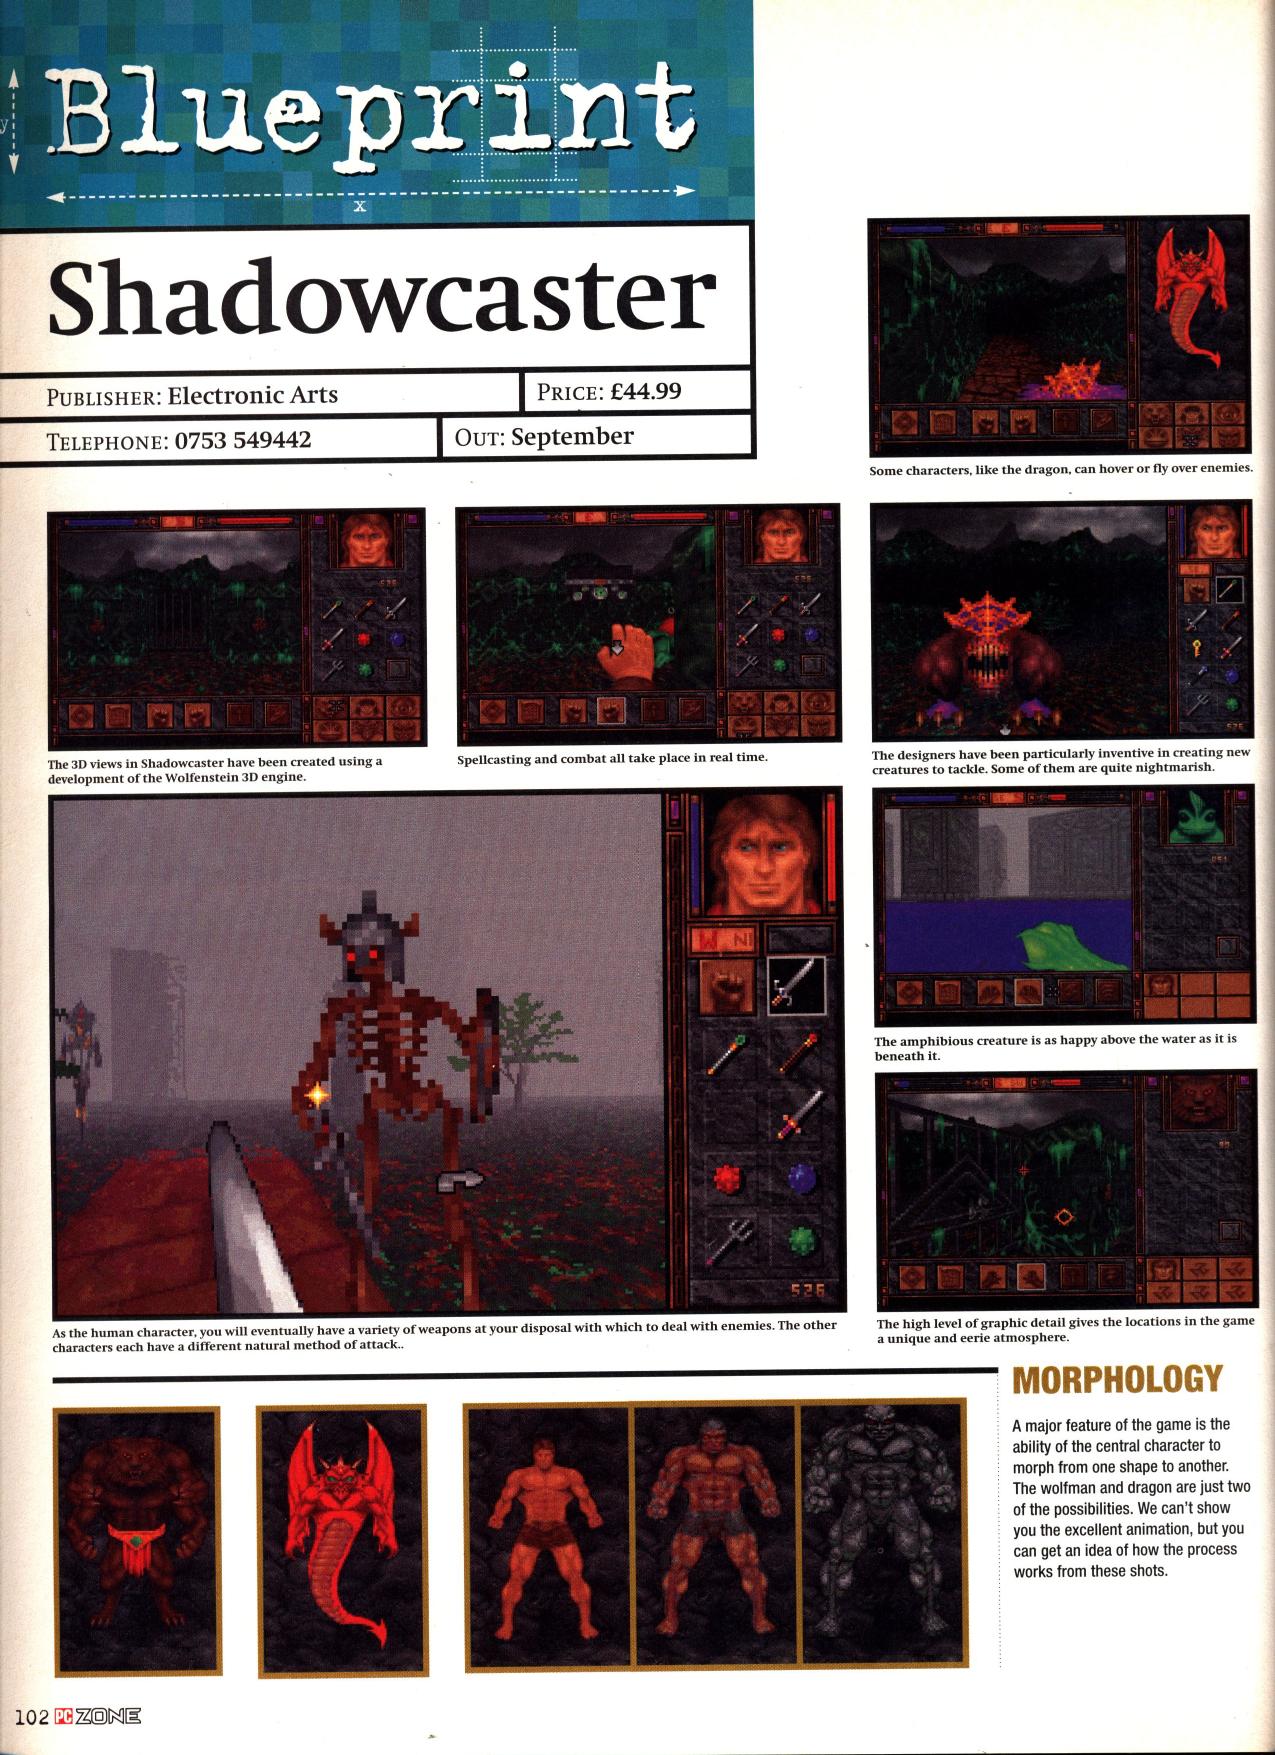 Blueprint
y
x
Shadowcaster
PUBLISHER: Electronic Arts
PRICE: £44.99
TELEPHONE: 0753 549442
OUT: September
Some characters, like the dragon, can hover or fly over enemies.
The 3D views in Shadowcaster have been created using a
development of the Wolfenstein 3D engine.
Spellcasting and combat all take place in real time.
The designers have been particularly inventive in creating new
creatures to tackle. Some of them are quite nightmarish.
W NI
526
As the human character, you will eventually have a variety of weapons at your disposal with which to deal with enemies. The other
characters each have a different natural method of attack..
The amphibious creature is as happy above the water as it is
beneath it.
The high level of graphic detail gives the locations in the game
a unique and eerie atmosphere.
MORPHOLOGY
A major feature of the game is the
ability of the central character to
morph from one shape to another.
The wolfman and dragon are just two
of the possibilities. We can't show
you the excellent animation, but you
can get an idea of how the process
works from these shots.
102 PC ZONE